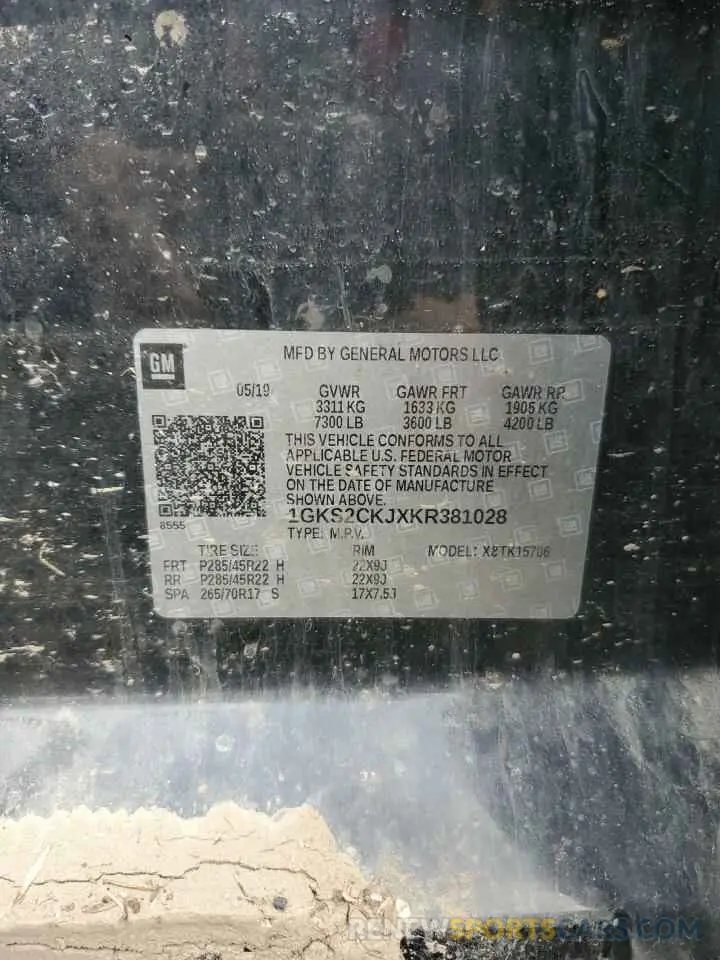 GM
MFD BY GENERAL MOTORS LLC
05/19 GVWR GAWR FRT GAWR RR
3311 KG 1633 KG 1905 KG
7300 LB 3600 LB 4200 LB
THIS VEHICLE CONFORMS TO ALL
APPLICABLE U.S. FEDERAL MOTOR
VEHICLE SAFETY STANDARDS IN EFFECT
ON THE DATE OF MANUFACTURE
SHOWN ABOVE.
8555
1GKS2CKJXKR381028
TYPE: M.P.V. MODEL: X8TK15706
TIRE SIZE RIM
FRT P285/45R22 H 22X9J
RR P285/45R22 H 22X9J
SPA 265/70R17 S 17X7.5J
RENEWSPORTSCARS.COM